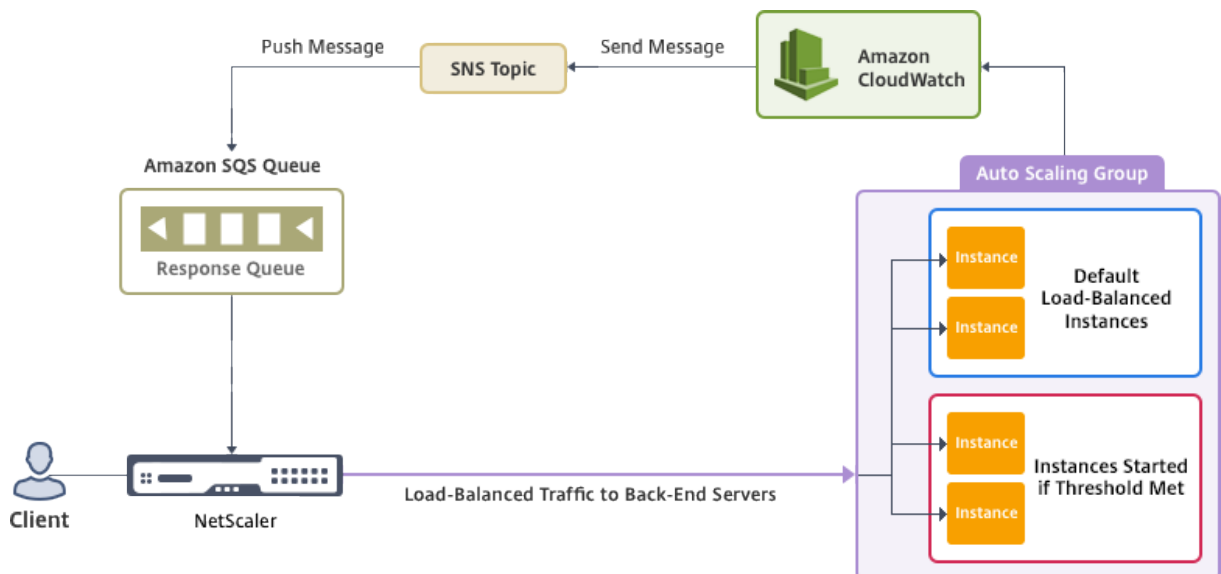 Push Message
Send Message
SNS Topic
Amazon
CloudWatch
Amazon SQS Queue
Response Queue
Auto Scaling Group
Instance
Instance
Default
Load-Balanced
Instances
Instance
Instance
Instances Started
if Threshold Met
Client
NetScaler
Load-Balanced Traffic to Back-End Servers